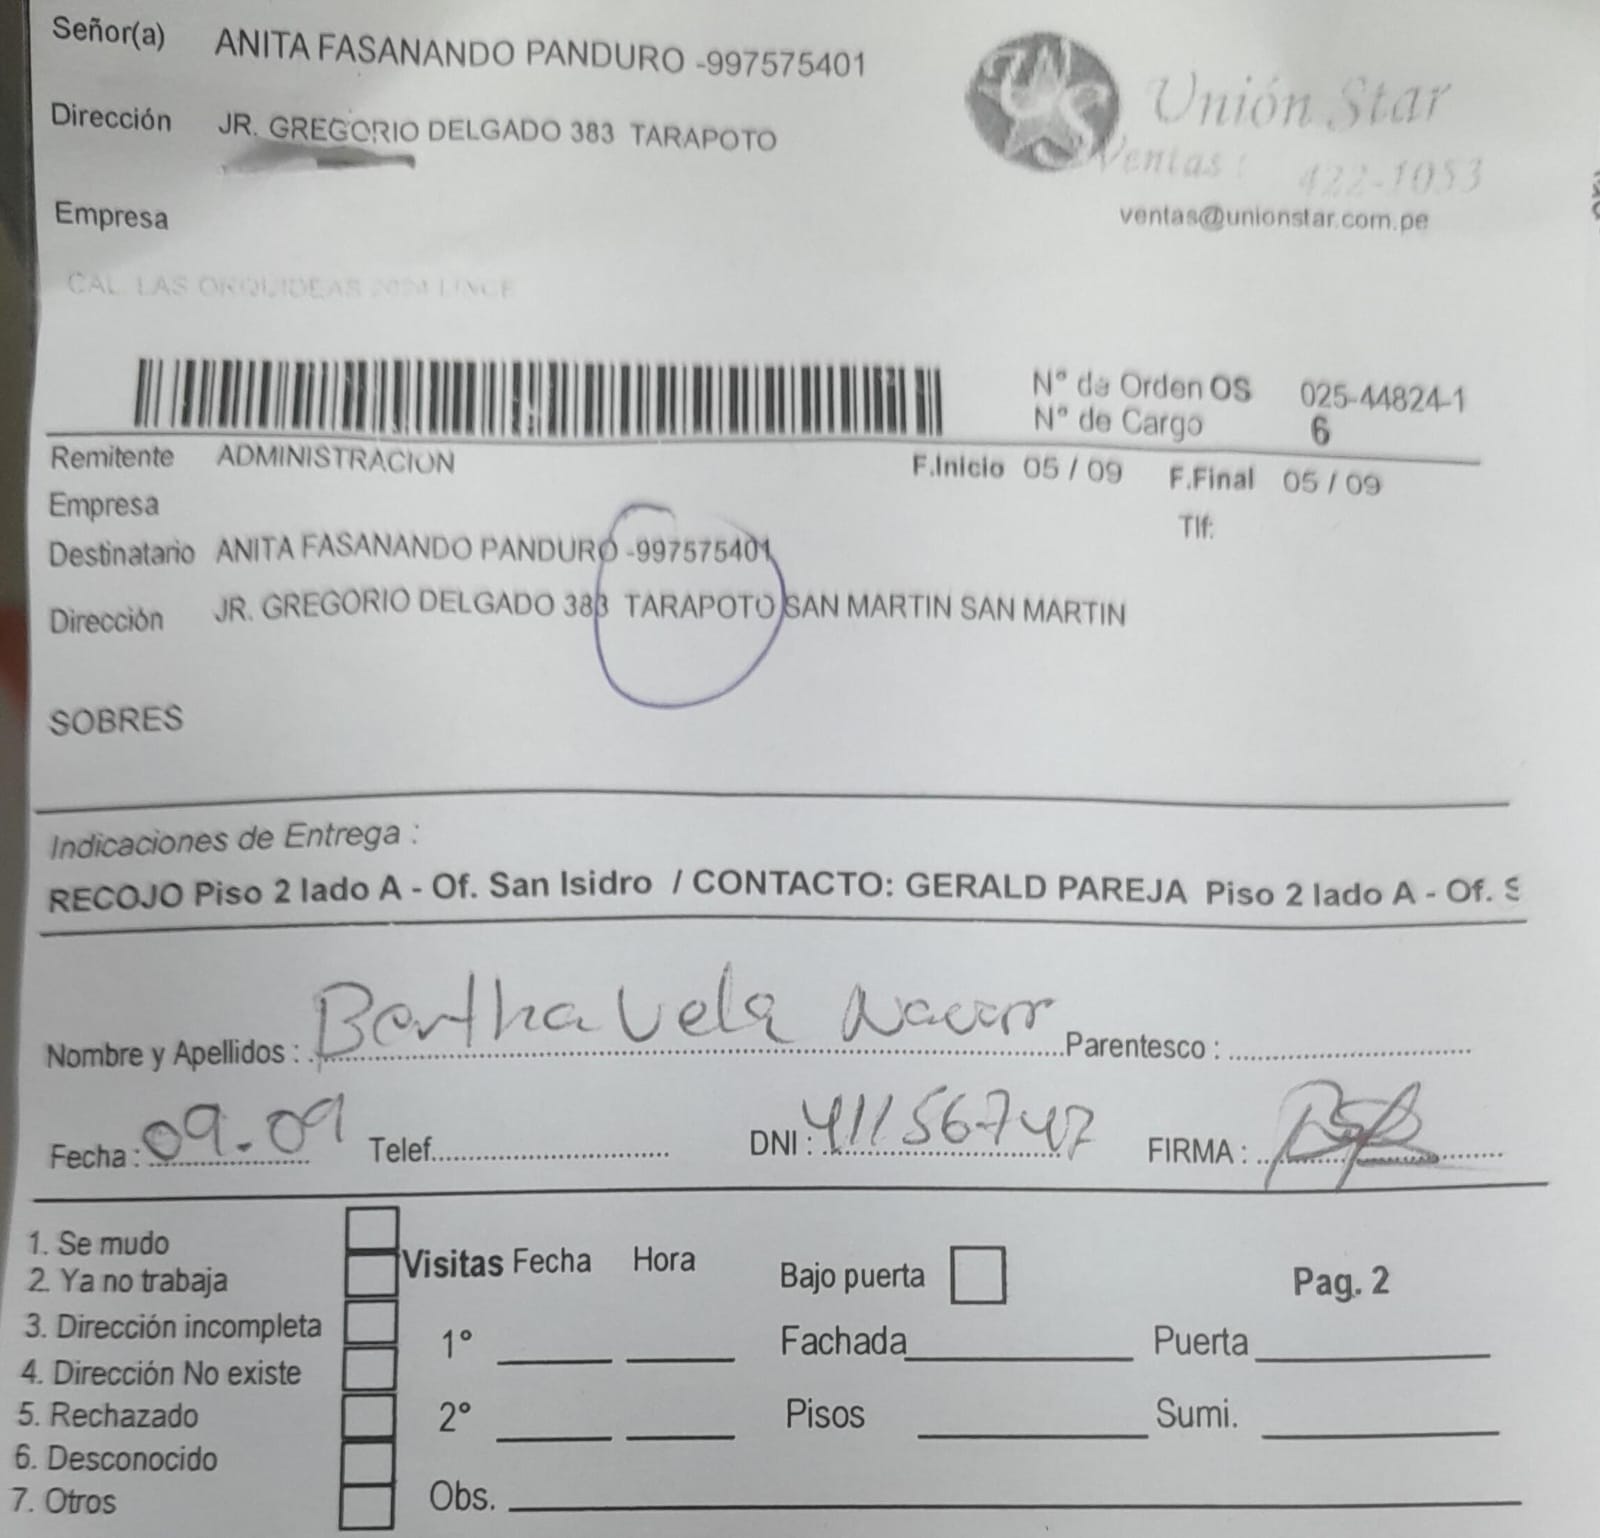 Señor(a) ANITA FASANANDO PANDURO -997575401
Dirección JR. GREGORIO DELGADO 383 TARAPOTO
Unión Star
Ventas : 422-1053
ventas@unionstar.com.pe
Empresa
CAL. LAS ORQUIDEAS LINCE
Nº de Orden OS 025-44824-1
Nº de Cargo 6
Remitente ADMINISTRACION F.Inicio 05 / 09 F.Final 05 / 09
Empresa Tlf:
Destinatario ANITA FASANANDO PANDURO -997575401
Dirección JR. GREGORIO DELGADO 383 TARAPOTO SAN MARTIN SAN MARTIN
SOBRES
Indicaciones de Entrega :
RECOJO Piso 2 lado A - Of. San Isidro / CONTACTO: GERALD PAREJA Piso 2 lado A - Of. S
Nombre y Apellidos : Bertha Vela Parentesco :
Fecha : 09.09 Telef. DNI : FIRMA :
1. Se mudo
2. Ya no trabaja
3. Dirección incompleta
4. Dirección No existe
5. Rechazado
6. Desconocido
7. Otros
Visitas Fecha Hora
1°
2°
Obs.
Bajo puerta Pag. 2
Fachada Puerta
Pisos Sumi.